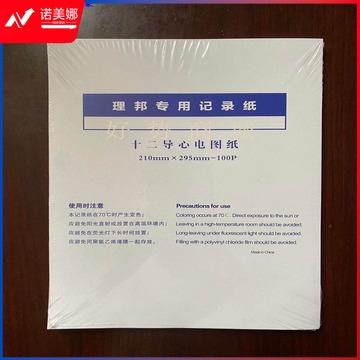 诺美娜
理邦专用记录纸
十二导心电图纸
210mm×295mm-100P
使用时注意
本记录纸在70℃时产生变色；
应避免阳光直射或放置在高温环境内；
应避免在荧光灯下长时间放置；
应避免同聚氯乙烯薄膜一起存放。
Precautions for use
Coloring occurs at 70℃. Direct exposure to the sun or
Leaving in a high-temperature room should be avoided.
Long-leaving under fluorescent light should be avoided.
Filling with a polyvinyl chloride film should be avoided.
Made in China